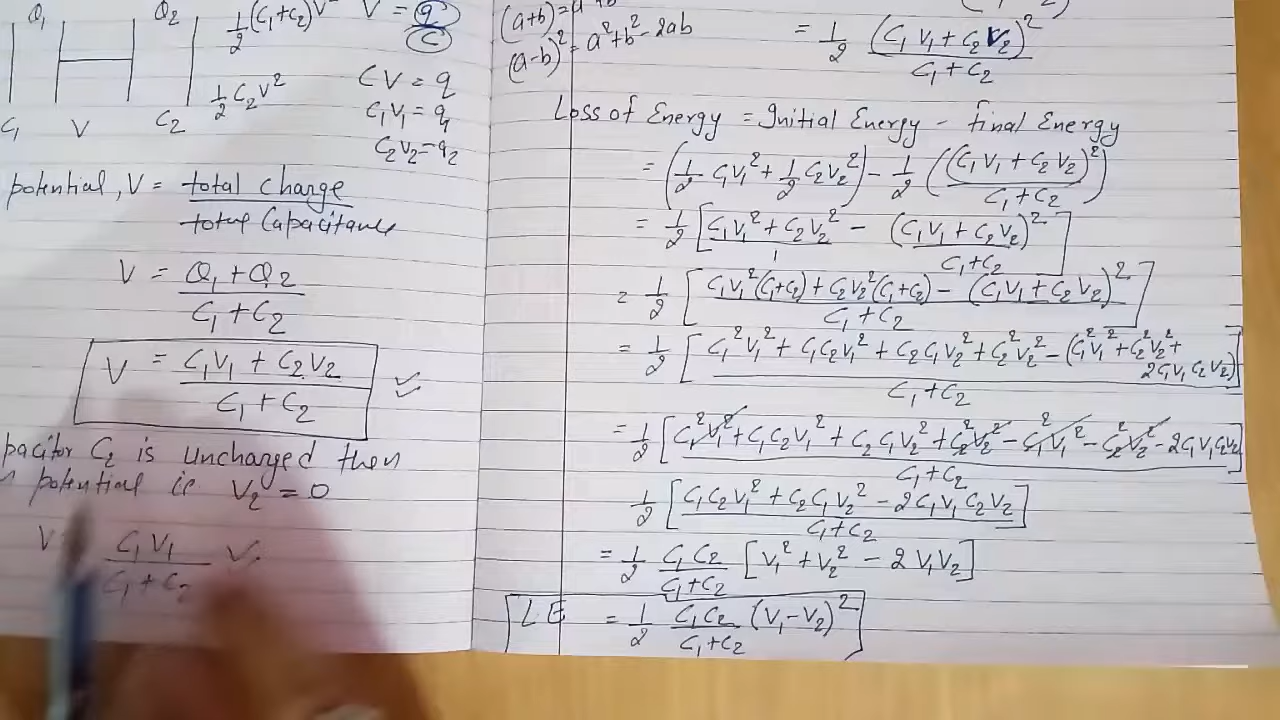 Q₁ Q₂ ½(C₁+C₂)V V = q/C
½ C₂V²
C₁ V C₂
CV = q
C₁V₁ = q₁
C₂V₂ = q₂
potential, V = total charge / total Capacitance
V = Q₁ + Q₂ / C₁ + C₂
V = C₁V₁ + C₂V₂ / C₁ + C₂
pacitor C₂ is uncharged then
potential is V₂ = 0
V C₁V₁ / C₁ + C₂
(a+b)² =
(a-b)² = a² + b² - 2ab
= ½ (C₁V₁ + C₂V₂)² / C₁ + C₂
Loss of Energy = Initial Energy - final Energy
= (½ C₁V₁² + ½ C₂V₂²) - ½ ((C₁V₁ + C₂V₂)² / C₁ + C₂)
= ½ [C₁V₁² + C₂V₂² / 1 - (C₁V₁ + C₂V₂)² / C₁ + C₂]
= ½ [C₁V₁²(C₁+C₂) + C₂V₂²(C₁+C₂) - (C₁V₁ + C₂V₂)² / C₁ + C₂]
= ½ [C₁²V₁² + C₁C₂V₁² + C₂C₁V₂² + C₂²V₂² - (C₁²V₁² + C₂²V₂² + 2C₁V₁C₂V₂) / C₁ + C₂]
= ½ [C₁²V₁² + C₁C₂V₁² + C₂C₁V₂² + C₂²V₂² - C₁²V₁² - C₂²V₂² - 2C₁V₁C₂V₂ / C₁ + C₂]
½ [C₁C₂V₁² + C₂C₁V₂² - 2C₁V₁C₂V₂ / C₁ + C₂]
= ½ C₁C₂ / C₁+C₂ [V₁² + V₂² - 2V₁V₂]
LE = ½ C₁C₂ / C₁+C₂ (V₁-V₂)²